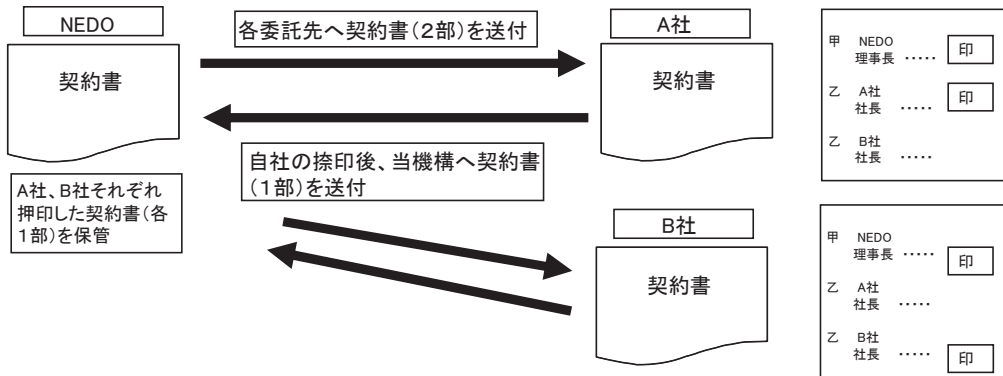 NEDO
契約書
各委託先へ契約書（２部）を送付
A社
契約書
自社の捺印後、当機構へ契約書
（１部）を送付
A社、B社それぞれ
押印した契約書（各
１部）を保管
B社
契約書
甲 NEDO
理事長 ‥‥‥ 印
乙 A社
社長 ‥‥‥ 印
乙 B社
社長 ‥‥‥
甲 NEDO
理事長 ‥‥‥ 印
乙 A社
社長 ‥‥‥
乙 B社
社長 ‥‥‥ 印